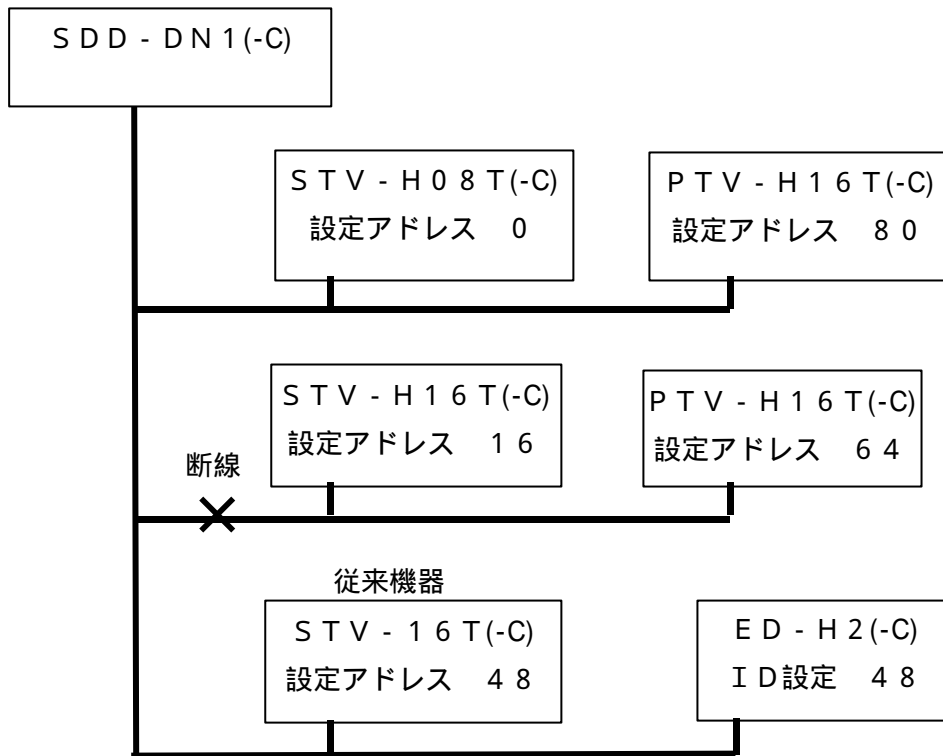 ＳＤＤ-ＤＮ１(-C)
ＳＴＶ-Ｈ０８Ｔ(-C)
設定アドレス　０
ＰＴＶ-Ｈ１６Ｔ(-C)
設定アドレス　８０
ＳＴＶ-Ｈ１６Ｔ(-C)
設定アドレス　１６
ＰＴＶ-Ｈ１６Ｔ(-C)
設定アドレス　６４
断線
従来機器
ＳＴＶ-１６Ｔ(-C)
設定アドレス　４８
ＥＤ-Ｈ２(-C)
ＩＤ設定　４８